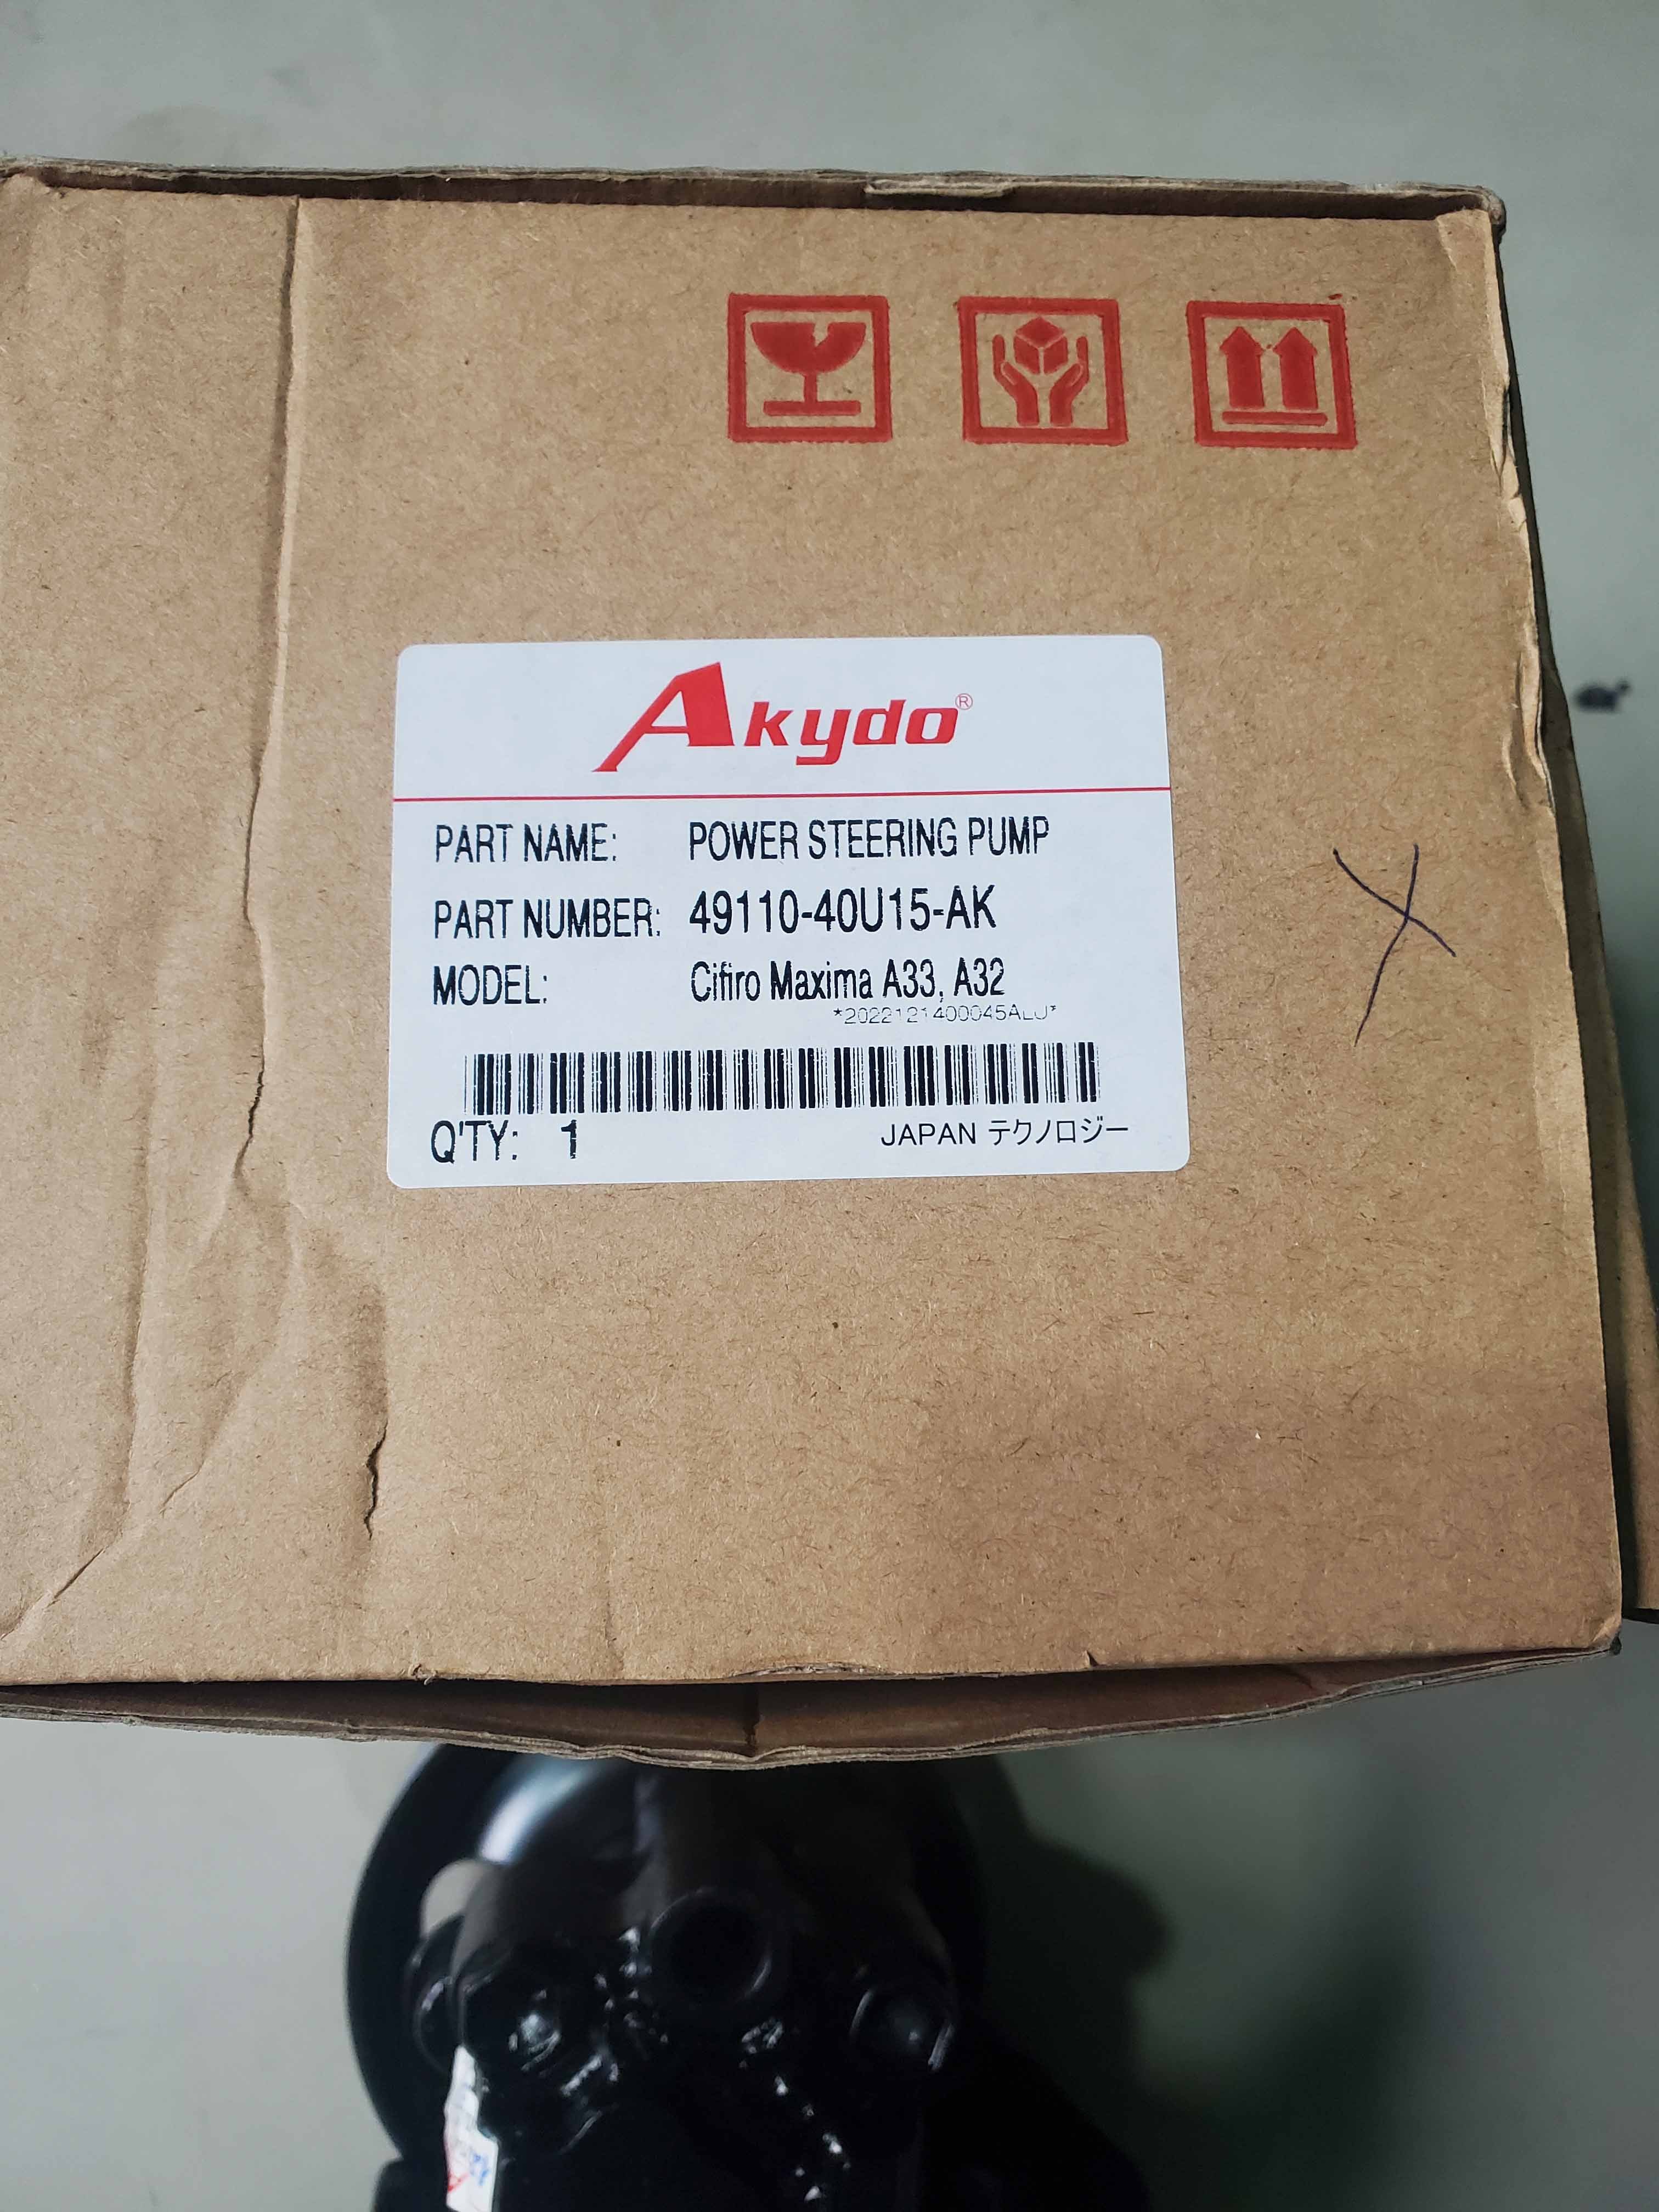 Akydo®
PART NAME: POWER STEERING PUMP
PART NUMBER: 49110-40U15-AK
MODEL: Cifiro Maxima A33, A32
*2022121400045ALJ*
Q'TY: 1
JAPAN テクノロジー
X